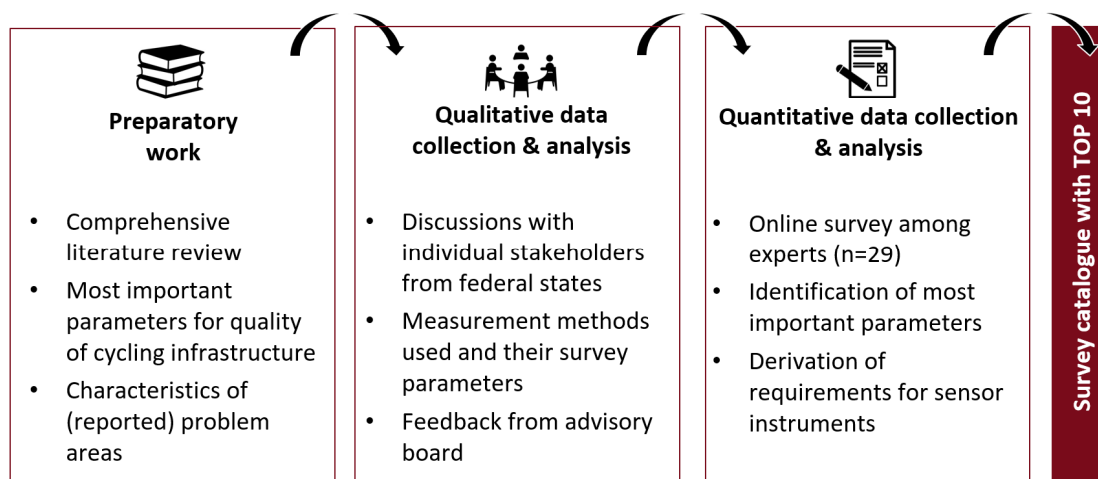 Preparatory
work
• Comprehensive
literature review
• Most important
parameters for quality
of cycling infrastructure
• Characteristics of
(reported) problem
areas
Qualitative data
collection & analysis
• Discussions with
individual stakeholders
from federal states
• Measurement methods
used and their survey
parameters
• Feedback from advisory
board
Quantitative data collection
& analysis
• Online survey among
experts (n=29)
• Identification of most
important parameters
• Derivation of
requirements for sensor
instruments
Survey catalogue with TOP 10